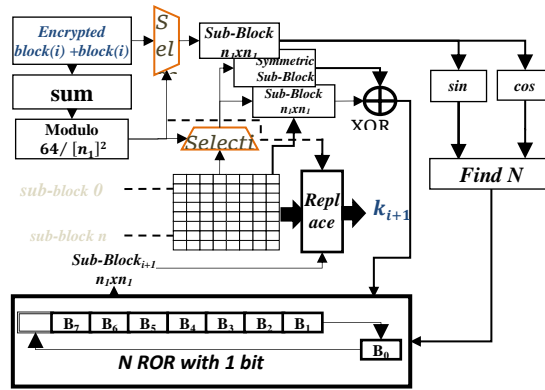 Encrypted
block(i) +block(i)
S
el
Sub-Block
n₁xn₁
Symmetric
Sub-Block
Sub-Block
n₁xn₁
sin
cos
sum
XOR
Modulo
64/ [n₁]²
Selecti
Find N
sub-block 0
Repl
ace
kᵢ₊₁
sub-block n
Sub-Blockᵢ₊₁
n₁xn₁
B₇ B₆ B₅ B₄ B₃ B₂ B₁
B₀
N ROR with 1 bit